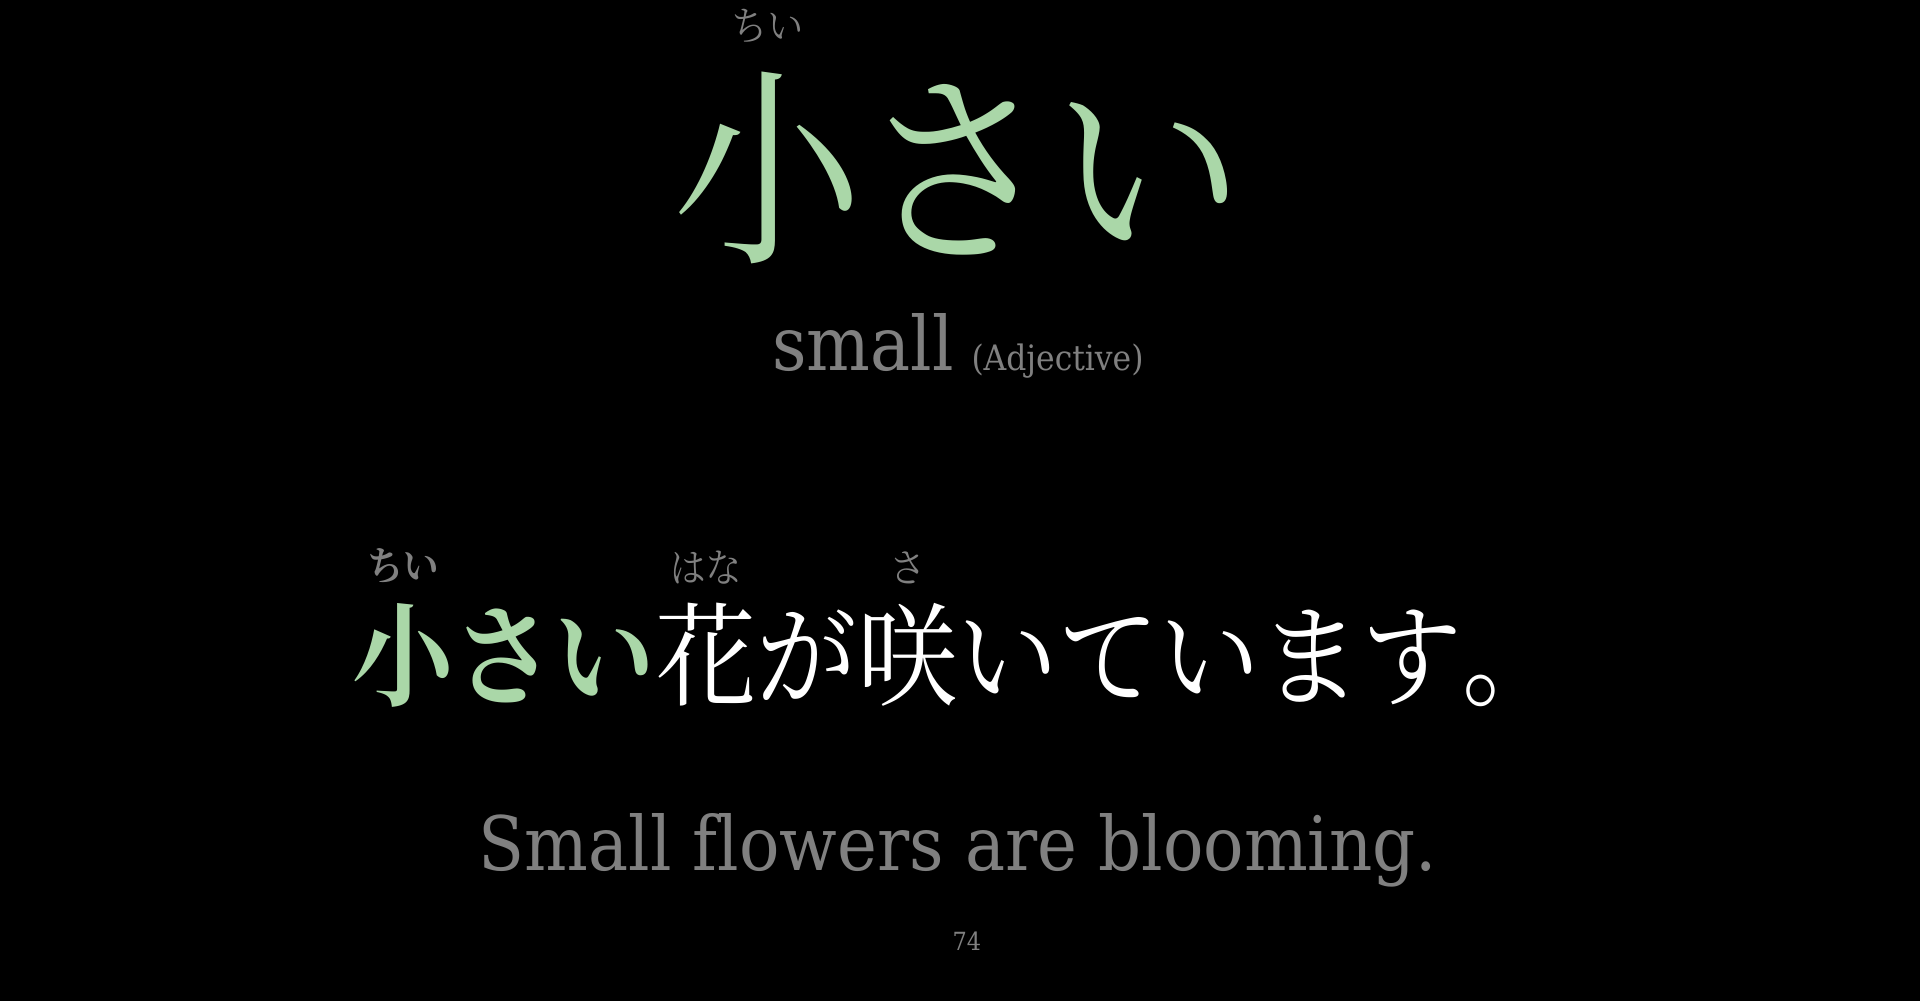 ちい
小さい
small (Adjective)
ちい はな さ
小さい花が咲いています。
Small flowers are blooming.
74